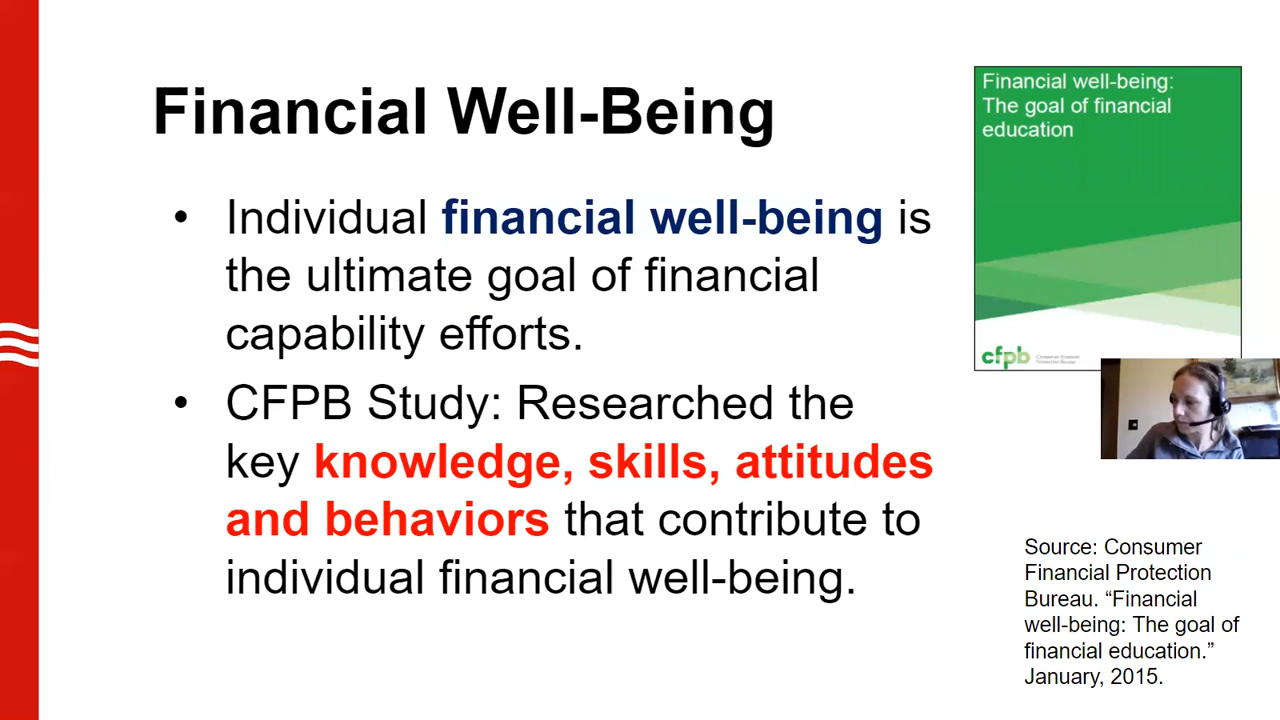 Financial Well-Being
• Individual financial well-being is
the ultimate goal of financial
capability efforts.
• CFPB Study: Researched the
key knowledge, skills, attitudes
and behaviors that contribute to
individual financial well-being.
Financial well-being:
The goal of financial
education
cfpb Consumer Financial
Protection Bureau
Source: Consumer
Financial Protection
Bureau. “Financial
well-being: The goal of
financial education.”
January, 2015.